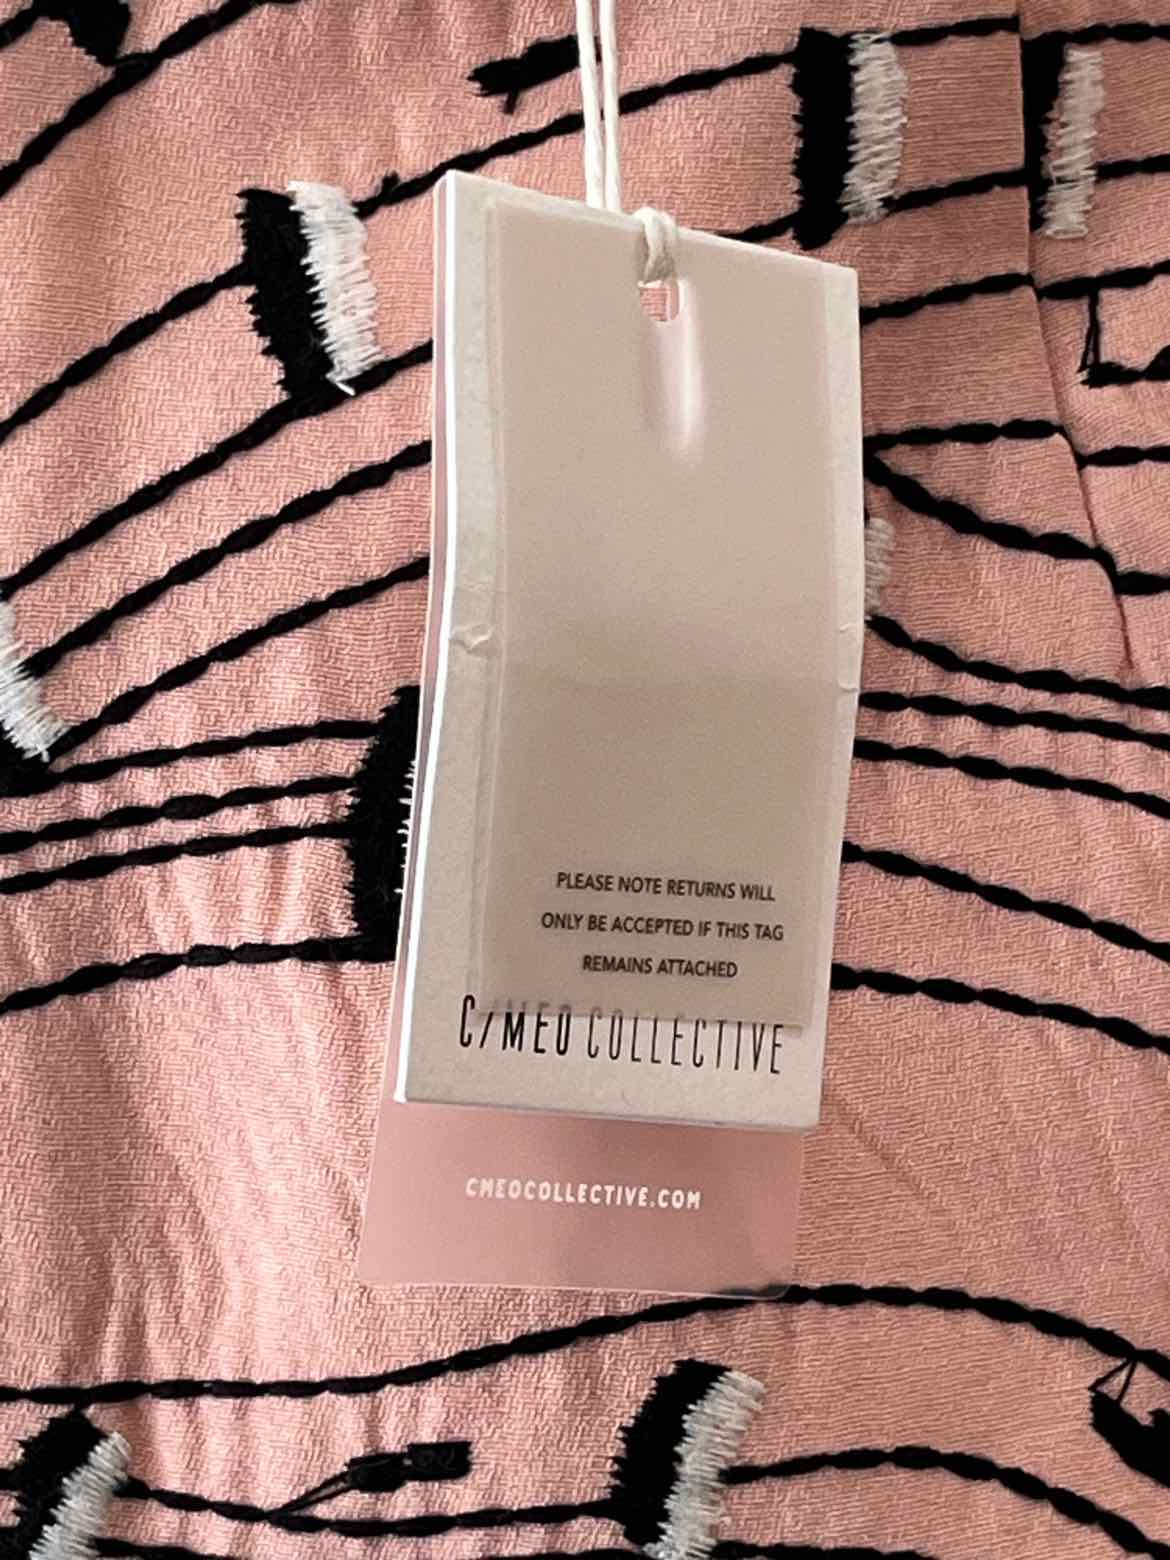 PLEASE NOTE RETURNS WILL
ONLY BE ACCEPTED IF THIS TAG
REMAINS ATTACHED
C/MEO COLLECTIVE
CMEOCOLLECTIVE.COM